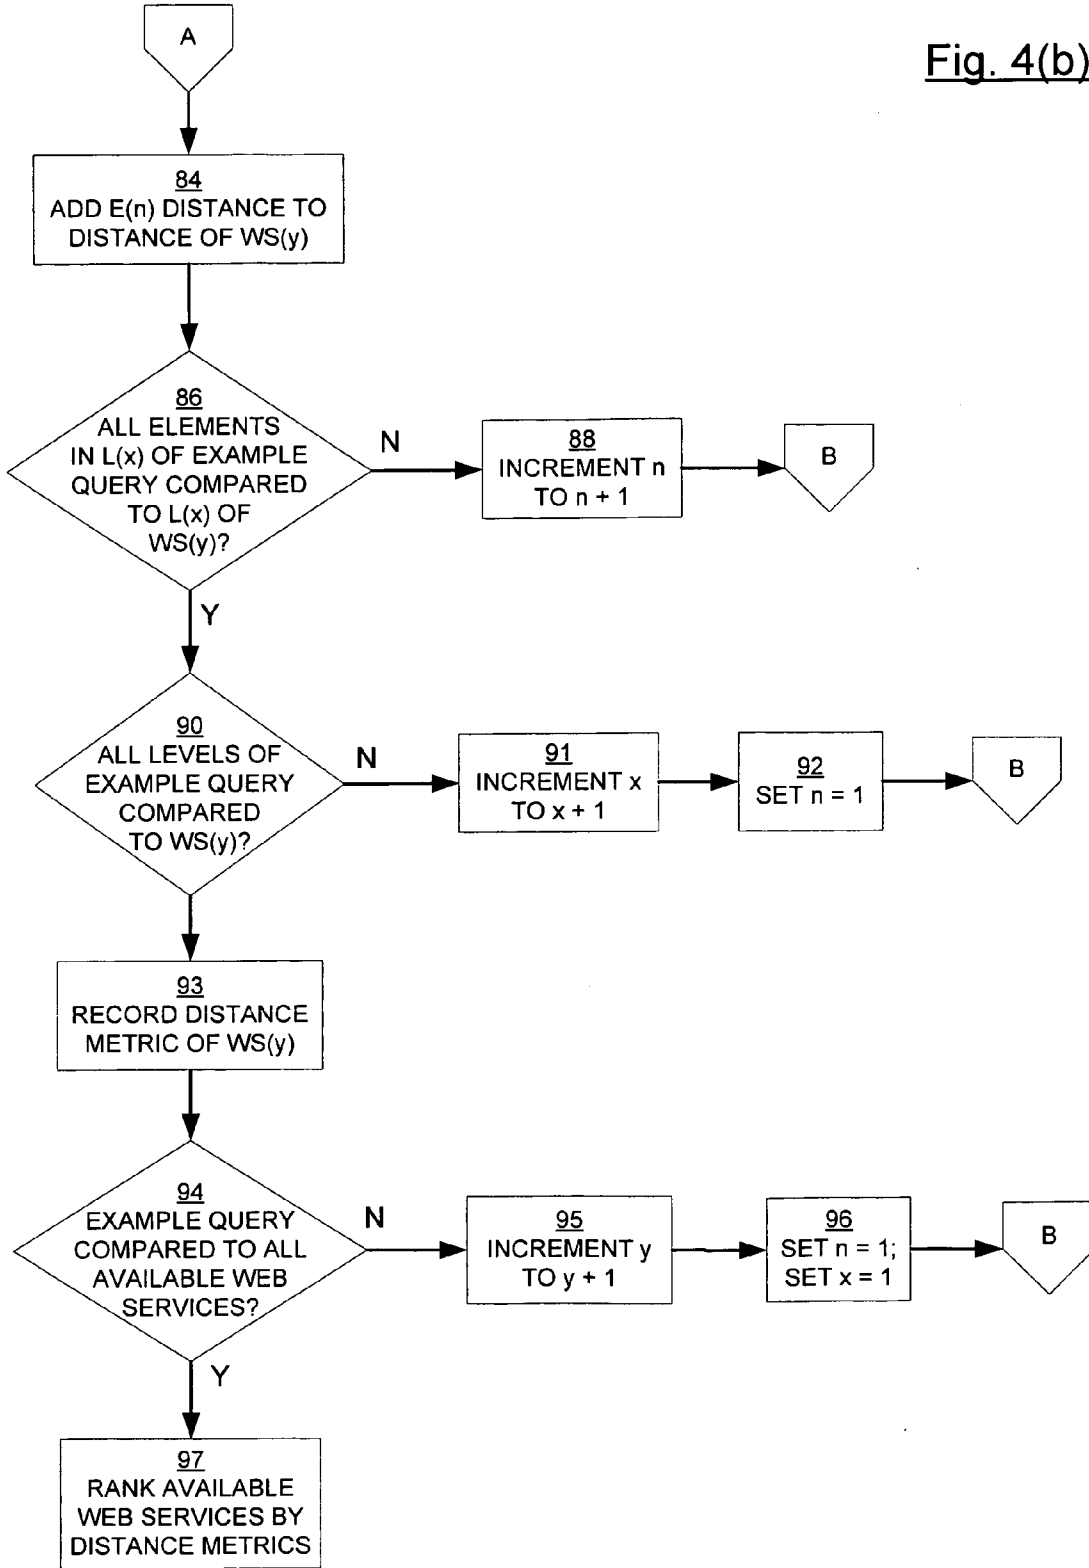 A
Fig. 4(b)
84
ADD E(n) DISTANCE TO
DISTANCE OF WS(y)
86
ALL ELEMENTS
IN L(x) OF EXAMPLE
QUERY COMPARED
TO L(x) OF
WS(y)?
N
88
INCREMENT n
TO n + 1
B
Y
90
ALL LEVELS OF
EXAMPLE QUERY
COMPARED
TO WS(y)?
N
91
INCREMENT x
TO x + 1
92
SET n = 1
B
93
RECORD DISTANCE
METRIC OF WS(y)
94
EXAMPLE QUERY
COMPARED TO ALL
AVAILABLE WEB
SERVICES?
N
95
INCREMENT y
TO y + 1
96
SET n = 1;
SET x = 1
B
Y
97
RANK AVAILABLE
WEB SERVICES BY
DISTANCE METRICS